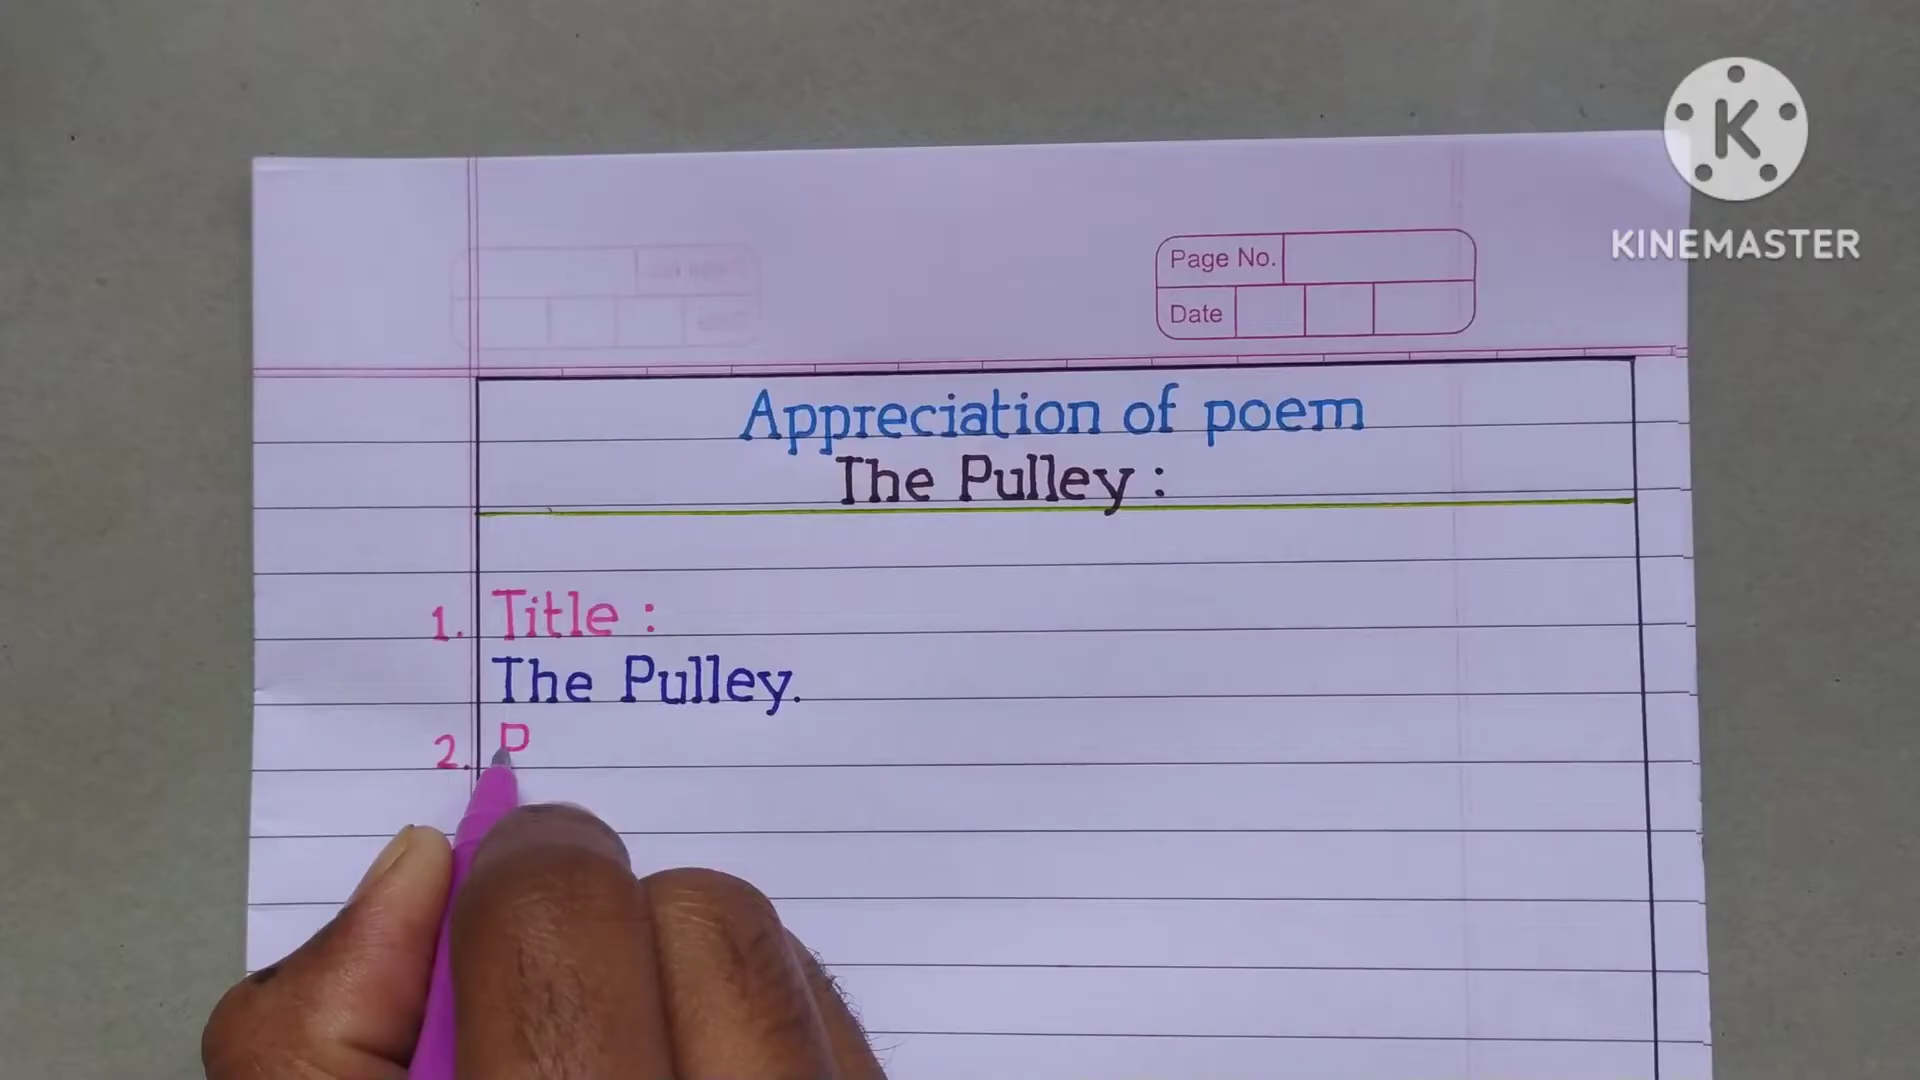 K
KINEMASTER
Page No.
Date
Appreciation of poem
The Pulley :
1. Title :
The Pulley.
2. P